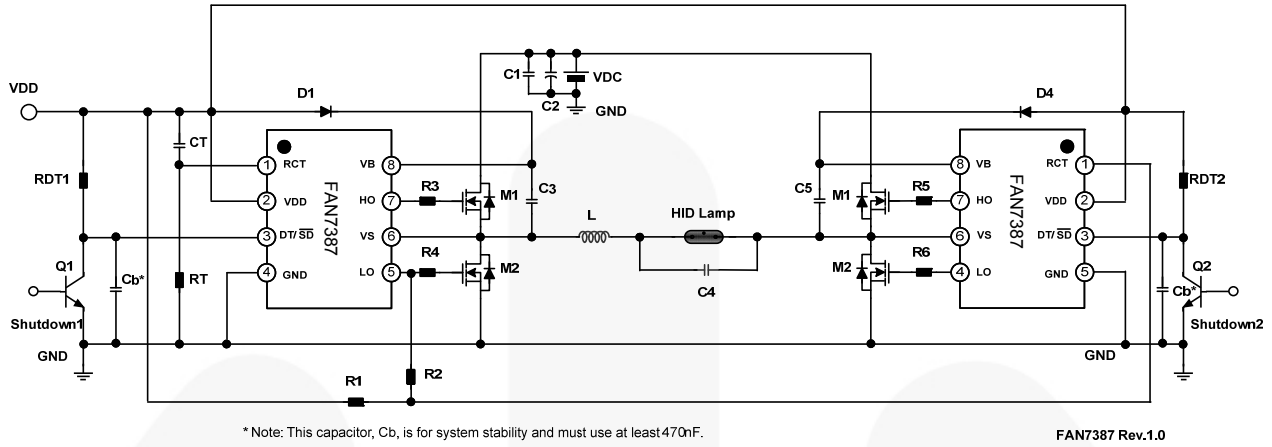 VDD
D1
C1
C2
VDC
GND
D4
CT
RDT1
1 RCT
2 VDD
3 DT/SD
4 GND
FAN7387
VB 8
HO 7
VS 6
LO 5
R3
R4
M1
M2
C3
L
HID Lamp
C4
C5
M1
M2
R5
R6
8 VB
7 HO
6 VS
4 LO
FAN7387
RCT 1
VDD 2
DT/SD 3
GND 5
RDT2
Q1
Cb*
RT
Shutdown1
GND
Q2
Cb*
Shutdown2
GND
R1
R2
* Note: This capacitor, Cb, is for system stability and must use at least 470nF.
FAN7387 Rev.1.0